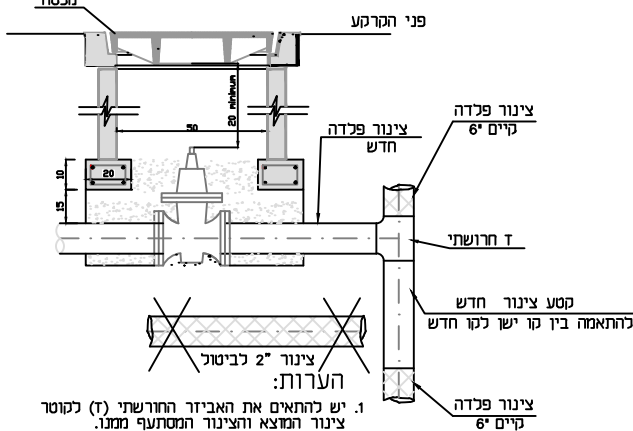 מכסה
פני הקרקע
20 minimum
50
10
20
15
צינור פלדה
חדש
צינור פלדה
קיים 6"
T חרושתי
קטע צינור חדש
להתאמה בין קו ישן לקו חדש
צינור 2" לביטול
צינור פלדה
קיים 6"
הערות:
1. יש להתאים את האביזר החורשתי (T) לקוטר
צינור המוצא והצינור המסתעף ממנו.